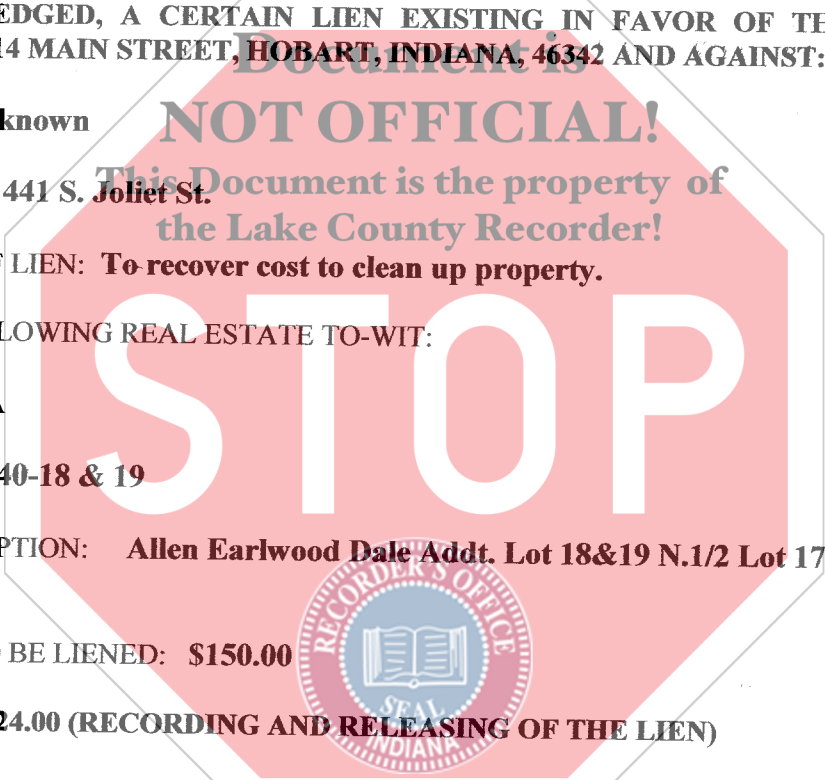 EDGED, A CERTAIN LIEN EXISTING IN FAVOR OF TH
14 MAIN STREET, HOBART, INDIANA, 46342 AND AGAINST:
Document is
known
NOT OFFICIAL!
This Document is the property of
441 S. Joliet St.
the Lake County Recorder!
F LIEN: To recover cost to clean up property.
LOWING REAL ESTATE TO-WIT:
STOP
A
40-18 & 19
PTION: Allen Earlwood Dale Addt. Lot 18&19 N.1/2 Lot 17
RECORDER'S OFFICE
BE LIENED: $150.00
SEAL
24.00 (RECORDING AND RELEASING OF THE LIEN)
INDIANA